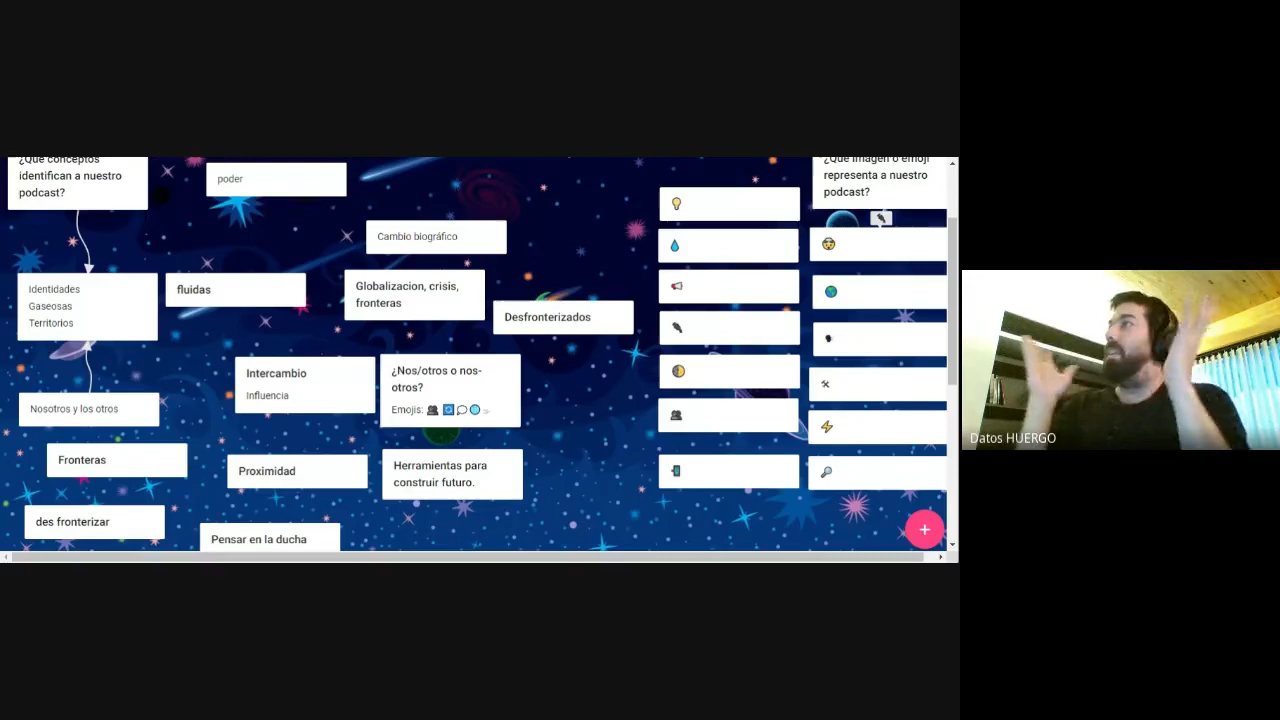 ¿Qué conceptos
identifican a nuestro
podcast?
poder
Cambio biográfico
Identidades
Gaseosas
Territorios
fluidas
Globalizacion, crisis,
fronteras
Desfronterizados
Intercambio
Influencia
¿Nos/otros o nos-
otros?
Emojis:
Nosotros y los otros
Fronteras
Proximidad
Herramientas para
construir futuro.
des fronterizar
Pensar en la ducha
¿Qué imagen o emoji
representa a nuestro
podcast?
Datos HUERGO